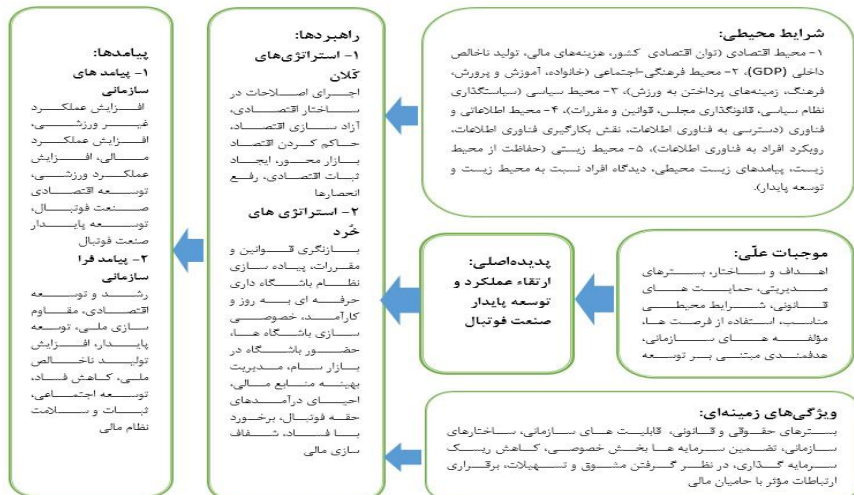 شرایط محیطی:
۱- محیط اقتصادی (توان اقتصادی کشور، هزینه‌های مالی، تولید ناخالص
داخلی (GDP)، ۲- محیط فرهنگی-اجتماعی (خانواده، آموزش و پرورش،
فرهنگ، زمینه‌های پرداختن به ورزش)، ۳- محیط سیاسی (سیاستگذاری
نظام سیاسی، قانونگذاری مجلس، قوانین و مقررات)، ۴- محیط اطلاعاتی و
فناوری (دسترسی به فناوری اطلاعات، نقش بکارگیری فناوری اطلاعات،
رویکرد افراد به فناوری اطلاعات)، ۵- محیط زیستی (حفاظت از محیط
زیست، پیامدهای زیست محیطی، دیدگاه افراد نسبت به محیط زیست و
توسعه پایدار).
موجبات علّی:
اهداف و ساختار، بسترهای
مدیریتی، حمایت های
قانونی، شرایط محیطی
مناسب، استفاده از فرصت ها،
مؤلفه های سازمانی،
هدفمندی مبتنی بر توسعه
پدیده‌اصلی:
ارتقاء عملکرد و
توسعه پایدار
صنعت فوتبال
ویژگی‌های زمینه‌ای:
بسترهای حقوقی و قانونی، قابلیت های سازمانی، ساختارهای
سازمانی، تضمین سرمایه ها بخش خصوصی، کاهش ریسک
سرمایه گذاری، در نظر گرفتن مشوق و تسهیلات، برقراری
ارتباطات مؤثر با حامیان مالی
راهبردها:
۱- استراتژی‌های
کلان
اجرای اصلاحات در
ساختار اقتصادی،
آزاد سازی اقتصاد،
حاکم کردن اقتصاد
بازار محور، ایجاد
ثبات اقتصادی، رفع
انحصارها
۲- استراتژی های
خُرد
بازنگری قوانین و
مقررات، پیاده سازی
نظام باشگاه داری
حرفه ای به روز و
کارآمد، خصوصی
سازی باشگاه ها،
حضور باشگاه در
بازار سهام، مدیریت
بهینه منابع مالی،
احیای درآمدهای
حقه فوتبال، برخورد
با فساد، شفاف
سازی مالی
پیامدها:
۱- پیامد های
سازمانی
افزایش عملکرد
غیر ورزشی،
افزایش عملکرد
مالی، افزایش
عملکرد ورزشی،
توسعه اقتصادی
صنعت فوتبال،
توسعه پایدار
صنعت فوتبال
۲- پیامد فرا
سازمانی
رشد و توسعه
اقتصادی، مقاوم
سازی ملی، توسعه
پایدار، افزایش
تولید ناخالص
ملی، کاهش فساد،
توسعه اجتماعی،
ثبات و سلامت
نظام مالی